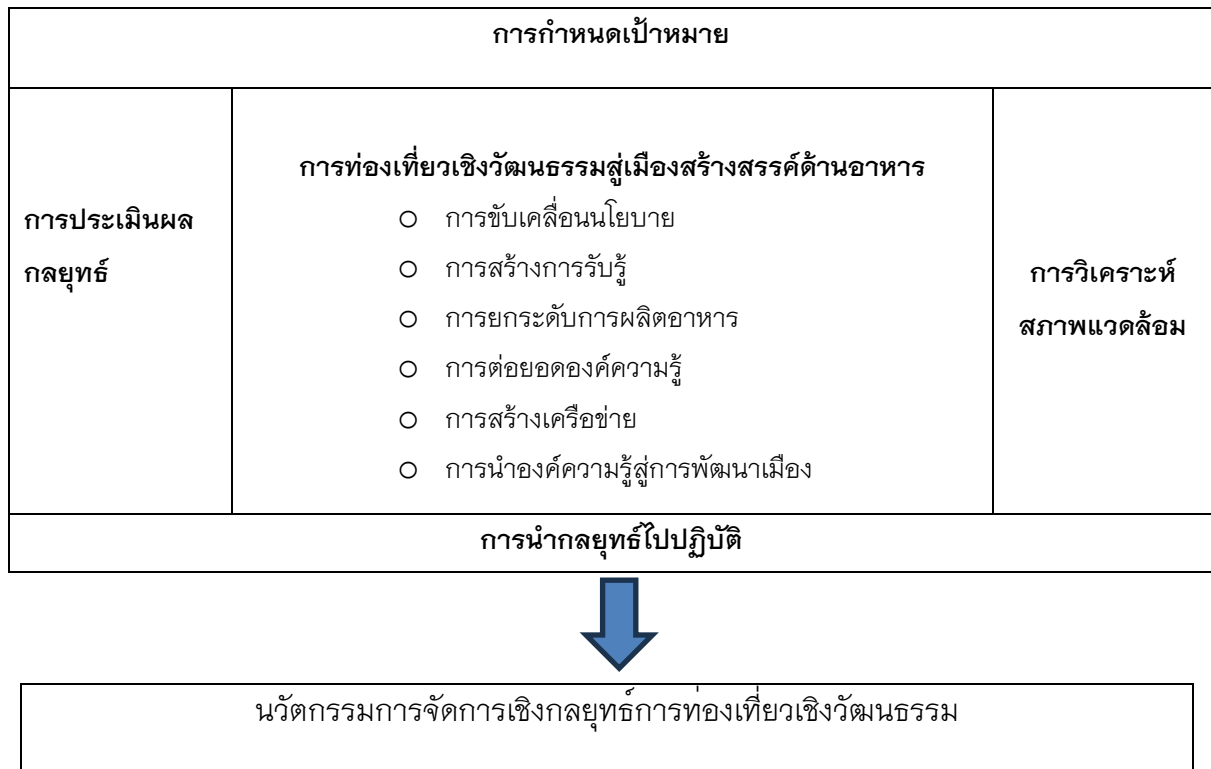 การกำหนดเป้าหมาย
การประเมินผล
กลยุทธ์
การท่องเที่ยวเชิงวัฒนธรรมสู่เมืองสร้างสรรค์ด้านอาหาร
การขับเคลื่อนนโยบาย
การสร้างการรับรู้
การยกระดับการผลิตอาหาร
การต่อยอดองค์ความรู้
การสร้างเครือข่าย
การนำองค์ความรู้สู่การพัฒนาเมือง
การวิเคราะห์
สภาพแวดล้อม
การนำกลยุทธ์ไปปฏิบัติ
นวัตกรรมการจัดการเชิงกลยุทธ์การท่องเที่ยวเชิงวัฒนธรรม